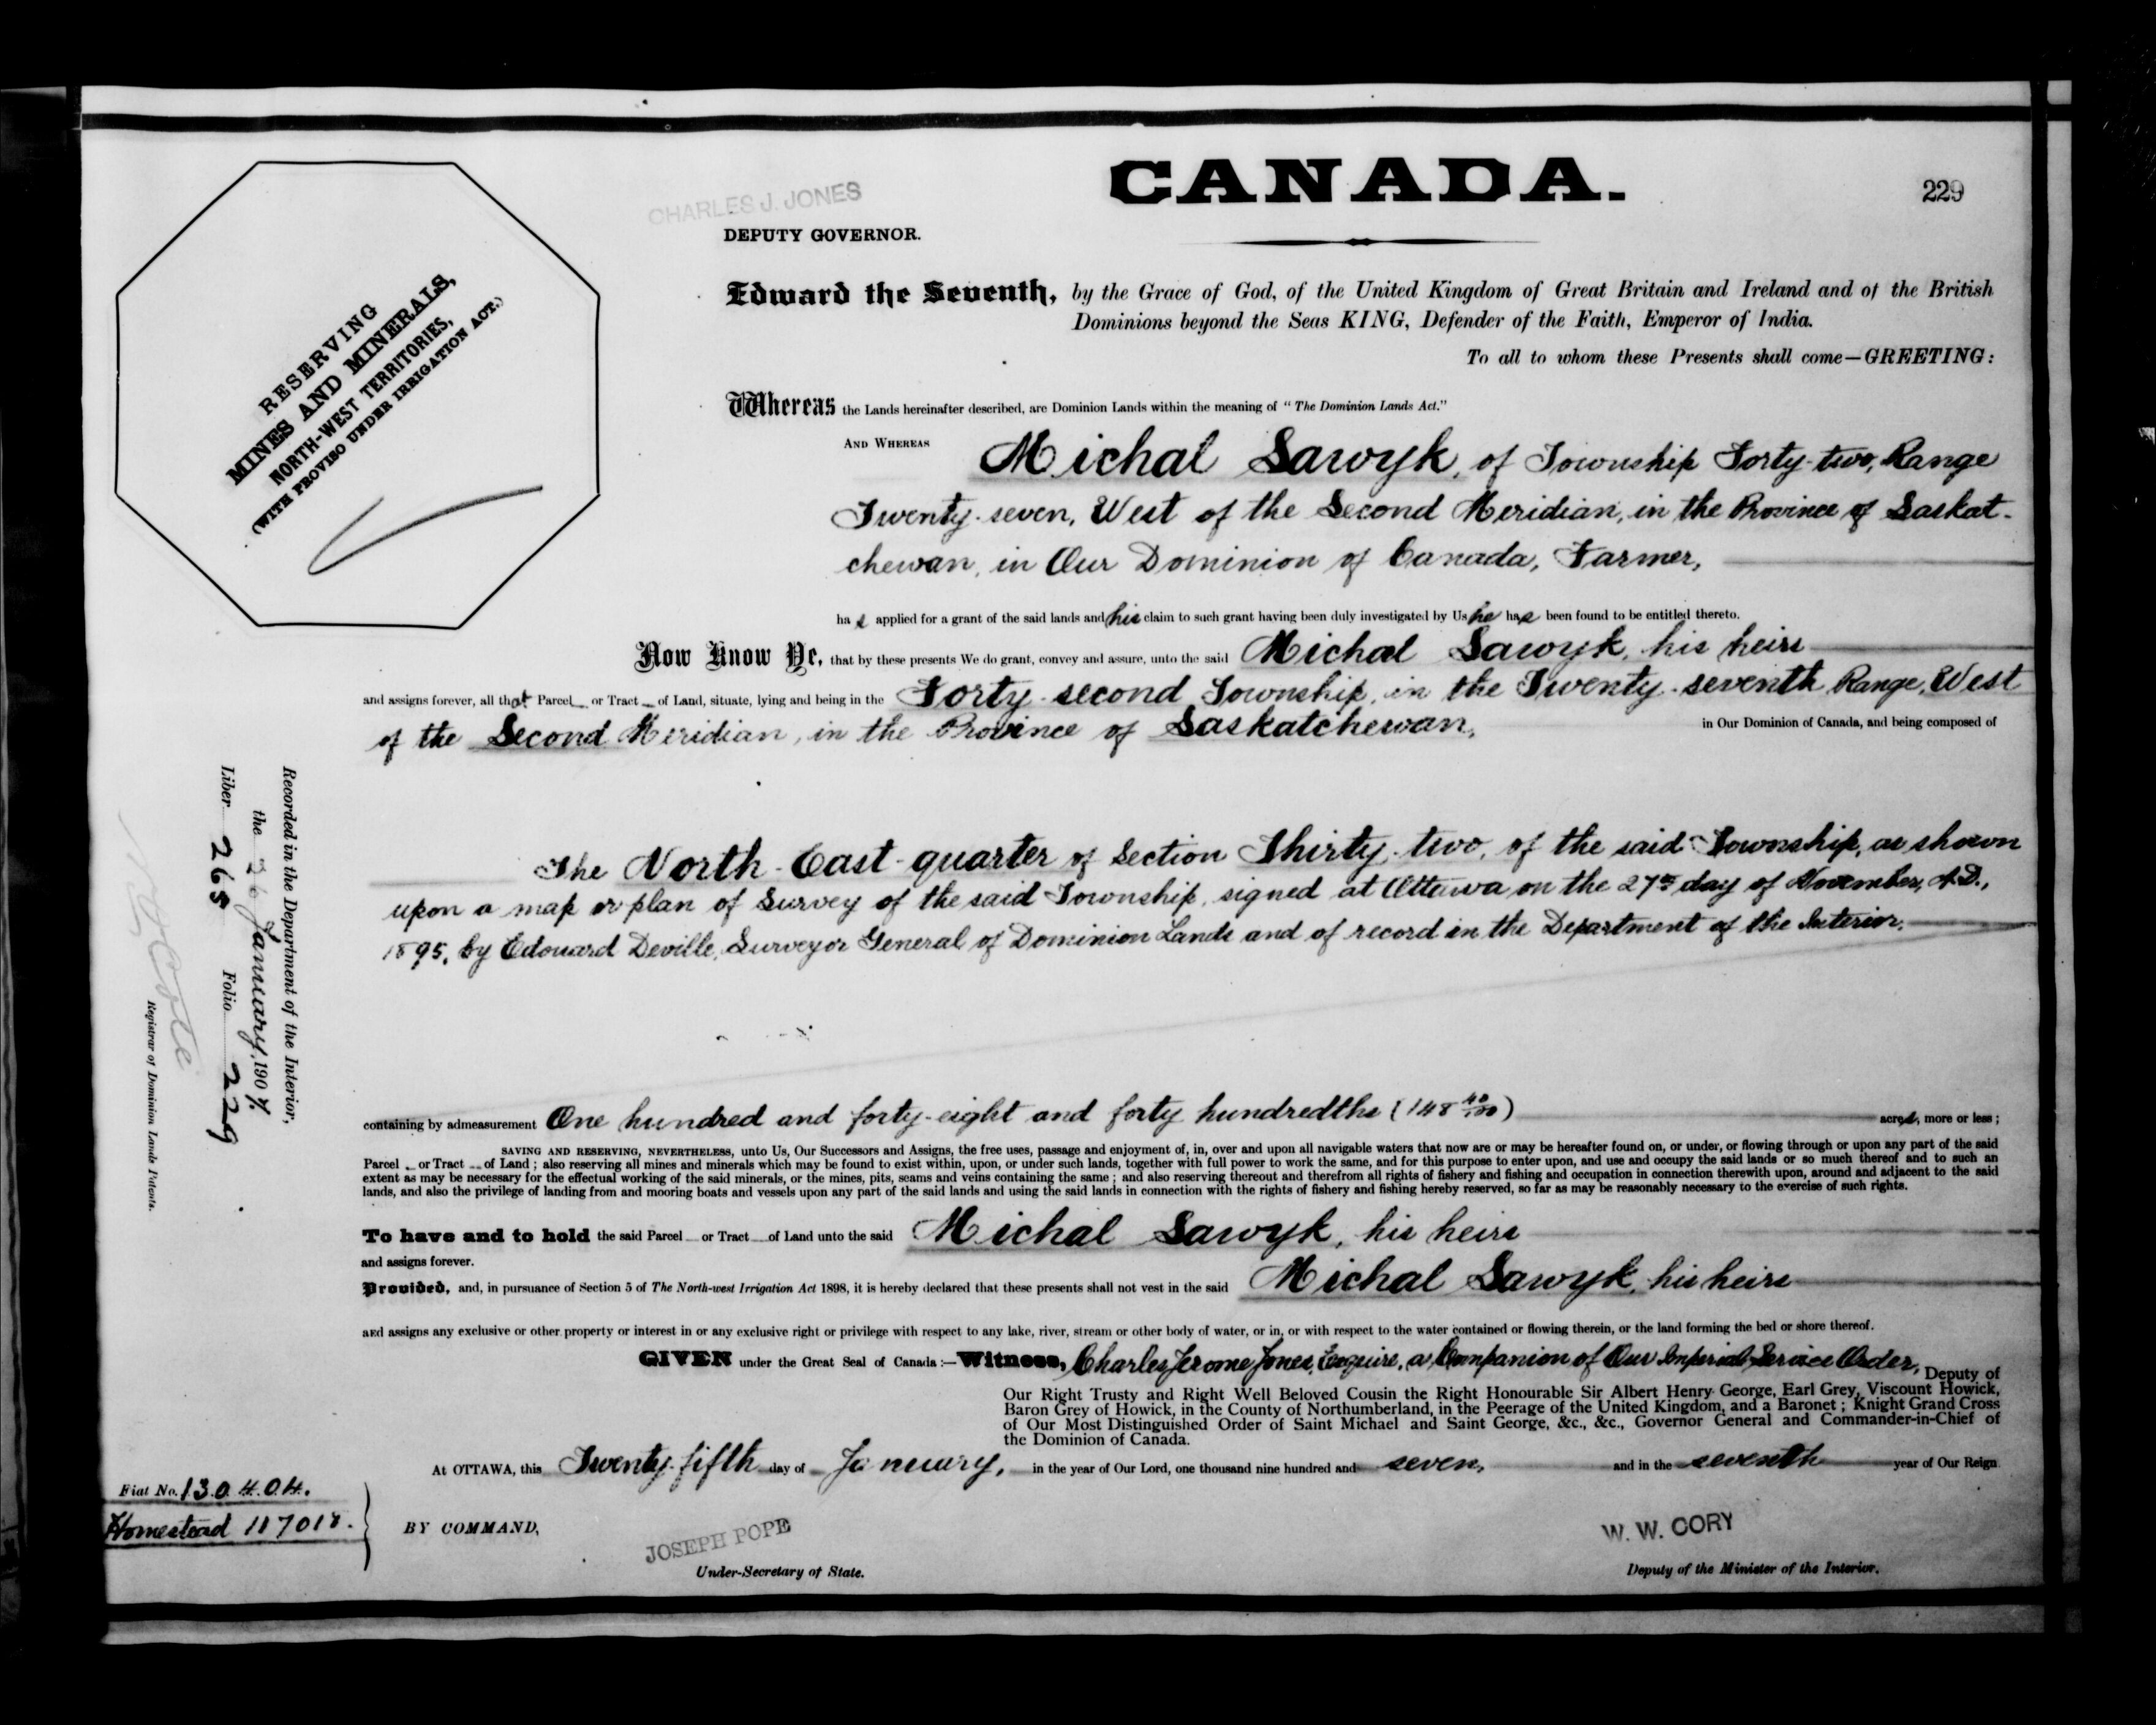 CANADA.
229
CHARLES J. JONES
DEPUTY GOVERNOR.
RESERVING
MINES AND MINERALS,
NORTH-WEST TERRITORIES,
(WITH PROVISO UNDER IRRIGATION ACT.)
Edward the Seventh, by the Grace of God, of the United Kingdom of Great Britain and Ireland and of the British
Dominions beyond the Seas KING, Defender of the Faith, Emperor of India.
To all to whom these Presents shall come—GREETING:
Whereas the Lands hereinafter described, are Dominion Lands within the meaning of "The Dominion Lands Act."
AND WHEREAS Michal Sawyk, of Township Forty-two, Range
Twenty-seven, West of the Second Meridian, in the Province of Saskat-
chewan, in Our Dominion of Canada, Farmer,
has applied for a grant of the said lands and his claim to such grant having been duly investigated by Us he has been found to be entitled thereto.
Now Know Ye, that by these presents We do grant, convey and assure, unto the said Michal Sawyk, his heirs
and assigns forever, all that Parcel or Tract of Land, situate, lying and being in the Forty-second Township, in the Twenty-seventh Range, West
of the Second Meridian, in the Province of Saskatchewan, in Our Dominion of Canada, and being composed of
The North-East-quarter of Section Thirty-two, of the said Township, as shown
upon a map or plan of Survey of the said Township, signed at Ottawa on the 27th day of November, A.D.,
1895, by Edouard Deville, Surveyor General of Dominion Lands and of record in the Department of the Interior.
containing by admeasurement One hundred and forty-eight and forty hundredths (148 40/100) acres, more or less;
SAVING AND RESERVING, NEVERTHELESS, unto Us, Our Successors and Assigns, the free uses, passage and enjoyment of, in, over and upon all navigable waters that now are or may be hereafter found on, or under, or flowing through or upon any part of the said
Parcel or Tract of Land; also reserving all mines and minerals which may be found to exist within, upon, or under such lands, together with full power to work the same, and for this purpose to enter upon, and use and occupy the said lands or so much thereof and to such an
extent as may be necessary for the effectual working of the said minerals, or the mines, pits, seams and veins containing the same; and also reserving thereout and therefrom all rights of fishery and fishing and occupation in connection therewith upon, around and adjacent to the said
lands, and also the privilege of landing from and mooring boats and vessels upon any part of the said lands and using the said lands in connection with the rights of fishery and fishing hereby reserved, so far as may be reasonably necessary to the exercise of such rights.
To have and to hold the said Parcel or Tract of Land unto the said Michal Sawyk, his heirs
and assigns forever.
Provided, and, in pursuance of Section 5 of The North-west Irrigation Act 1898, it is hereby declared that these presents shall not vest in the said Michal Sawyk, his heirs
and assigns any exclusive or other property or interest in or any exclusive right or privilege with respect to any lake, river, stream or other body of water, or in, or with respect to the water contained or flowing therein, or the land forming the bed or shore thereof.
GIVEN under the Great Seal of Canada:—Witness, Charles Jerome Jones, Esquire, a Companion of Our Imperial Service Order, Deputy of
Our Right Trusty and Right Well Beloved Cousin the Right Honourable Sir Albert Henry George, Earl Grey, Viscount Howick,
Baron Grey of Howick, in the County of Northumberland, in the Peerage of the United Kingdom, and a Baronet; Knight Grand Cross
of Our Most Distinguished Order of Saint Michael and Saint George, &c., &c., Governor General and Commander-in-Chief of
the Dominion of Canada.
At OTTAWA, this Twenty-fifth day of January, in the year of Our Lord, one thousand nine hundred and seven, and in the seventh year of Our Reign
BY COMMAND,
JOSEPH POPE
Under-Secretary of State.
W. W. CORY
Deputy of the Minister of the Interior.
Fiat No. 130404.
Homestead 117018.
Recorded in the Department of the Interior,
the 26 January, 1907.
Liber 265 Folio 229
Cote
Registrar of Dominion Lands Patents.